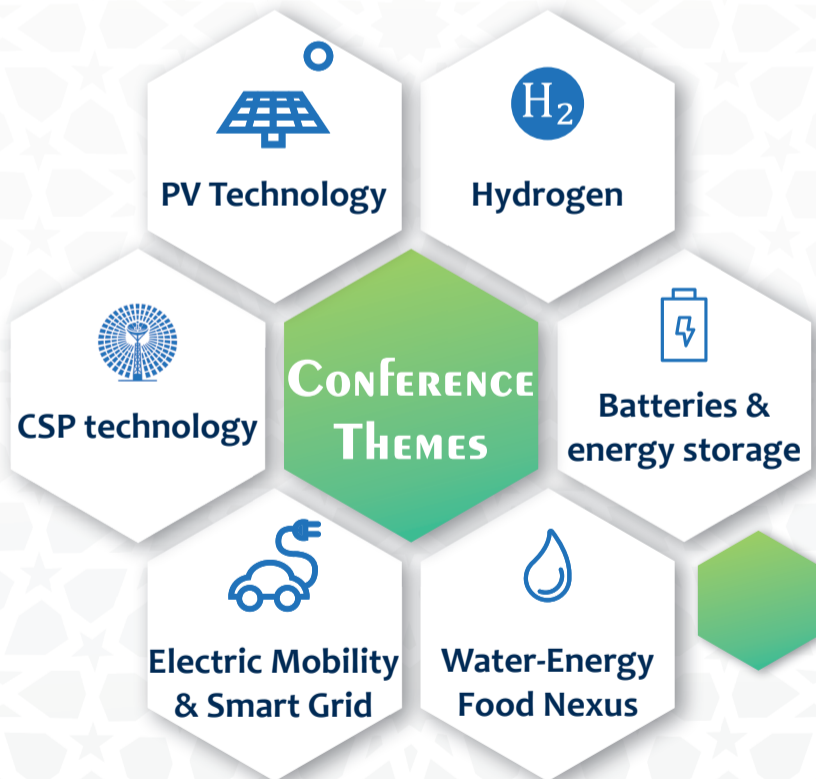 H₂
PV Technology
Hydrogen
CSP technology
CONFERENCE
THEMES
Batteries &
energy storage
Electric Mobility
& Smart Grid
Water-Energy
Food Nexus